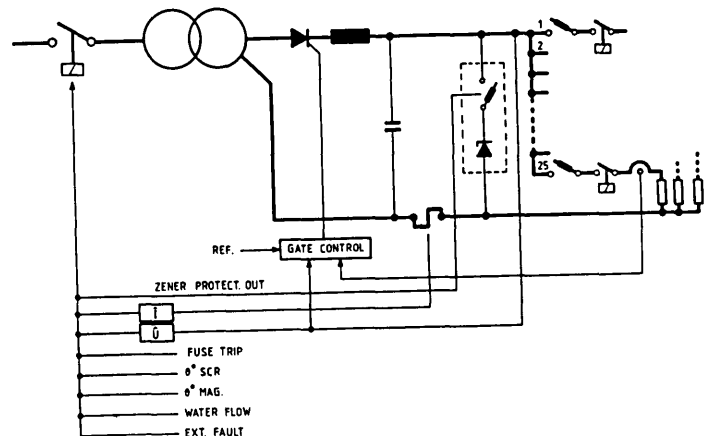 1
2
25
REF.
GATE CONTROL
ZENER PROTECT. OUT
Î
Û
FUSE TRIP
θ° SCR
θ° MAG.
WATER FLOW
EXT. FAULT